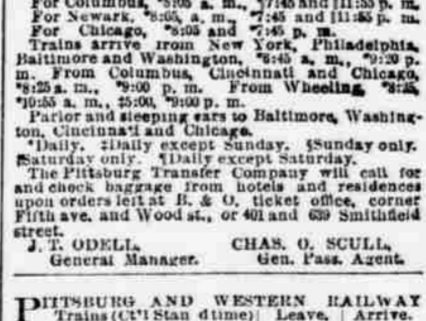 For Columbus, *8:05 a. m., ¶7:45 and ‖11:55 p. m.
For Newark, *8:05, a. m., *7:45 and ‖11:55 p. m.
For Chicago, *8:05 and *7:45 p. m.
Trains arrive from New York, Philadelphia,
Baltimore and Washington, *6:45 a. m., *9:20 p.
m. From Columbus, Cincinnati and Chicago,
*8:25 a. m., *9:00 p. m. From Wheeling, *8:25,
*10:55 a. m., ‡5:00, *9:00 p. m.
Parlor and sleeping cars to Baltimore, Washing-
ton, Cincinnati and Chicago.
*Daily. ‡Daily except Sunday. §Sunday only.
‖Saturday only. ¶Daily except Saturday.
The Pittsburg Transfer Company will call for
and check baggage from hotels and residences
upon orders left at B. & O. ticket office, corner
Fifth ave. and Wood st., or 401 and 639 Smithfield
street.
J. T. ODELL, CHAS. O. SCULL,
General Manager. Gen. Pass. Agent.
PITTSBURG AND WESTERN RAILWAY
Trains (Ct'l Stan dtime) | Leave. | Arrive.